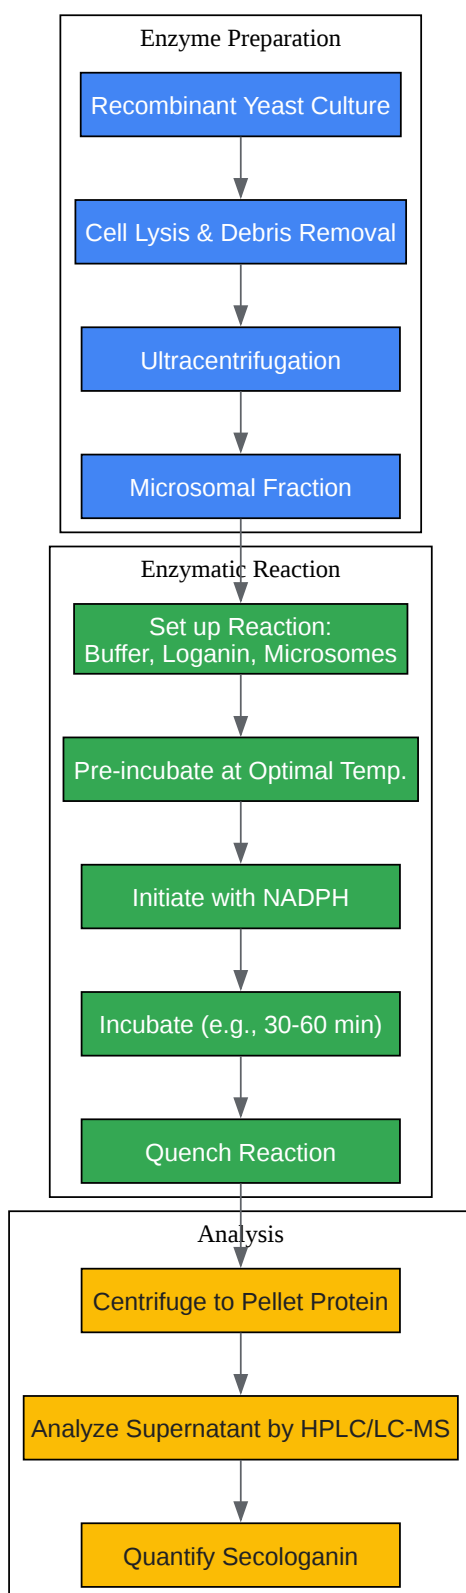 Enzyme Preparation
Recombinant Yeast Culture
Cell Lysis & Debris Removal
Ultracentrifugation
Microsomal Fraction
Enzymatic Reaction
Set up Reaction:
Buffer, Loganin, Microsomes
Pre-incubate at Optimal Temp.
Initiate with NADPH
Incubate (e.g., 30-60 min)
Quench Reaction
Analysis
Centrifuge to Pellet Protein
Analyze Supernatant by HPLC/LC-MS
Quantify Secologanin